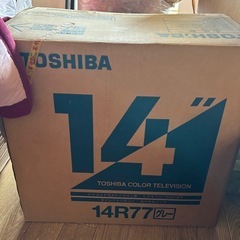 TOSHIBA
14"
TOSHIBA COLOR TELEVISION
14R77 グレー